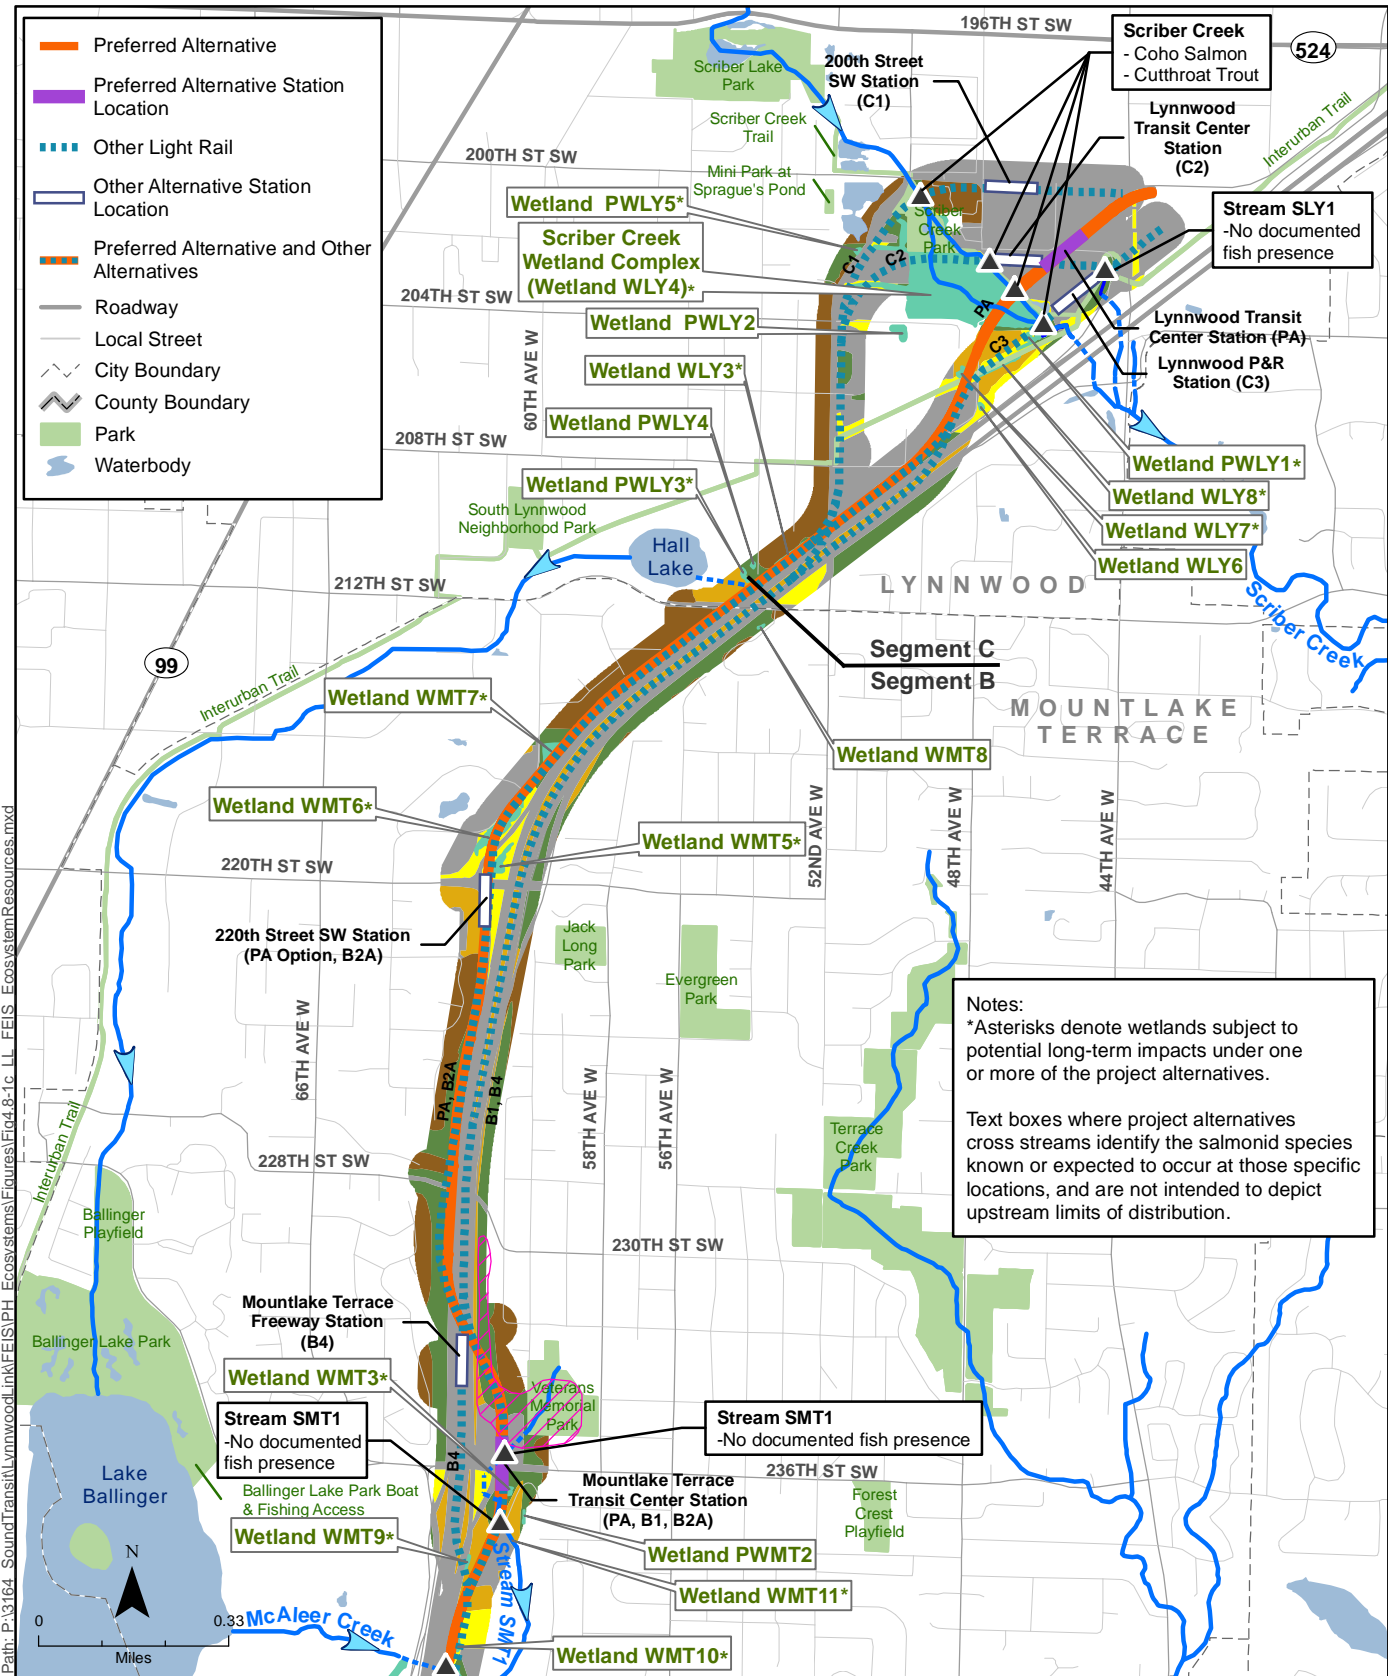 Preferred Alternative
Preferred Alternative Station
Location
Other Light Rail
Other Alternative Station
Location
Preferred Alternative and Other
Alternatives
Roadway
Local Street
City Boundary
County Boundary
Park
Waterbody
196TH ST SW
524
Scriber Creek
- Coho Salmon
- Cutthroat Trout
Scriber Lake
Park
200th Street
SW Station
(C1)
Lynnwood
Transit Center
Station
(C2)
Interurban Trail
Scriber Creek
Trail
200TH ST SW
Mini Park at
Sprague's Pond
Wetland PWLY5*
Scriber
Creek
Park
Stream SLY1
-No documented
fish presence
Scriber Creek
Wetland Complex
(Wetland WLY4)*
C1
C2
204TH ST SW
PA
Wetland PWLY2
C3
Lynnwood Transit
Center Station (PA)
Lynnwood P&R
Station (C3)
60TH AVE W
Wetland WLY3*
Wetland PWLY4
208TH ST SW
Wetland PWLY1*
Wetland PWLY3*
Wetland WLY8*
South Lynnwood
Neighborhood Park
Wetland WLY7*
Hall
Lake
Wetland WLY6
212TH ST SW
LYNNWOOD
Scriber Creek
99
Segment C
Segment B
Interurban Trail
Wetland WMT7*
MOUNTLAKE
TERRACE
Wetland WMT8
Wetland WMT6*
52ND AVE W
48TH AVE W
44TH AVE W
Wetland WMT5*
220TH ST SW
220th Street SW Station
(PA Option, B2A)
Jack
Long
Park
Evergreen
Park
Notes:
*Asterisks denote wetlands subject to
potential long-term impacts under one
or more of the project alternatives.
Text boxes where project alternatives
cross streams identify the salmonid species
known or expected to occur at those specific
locations, and are not intended to depict
upstream limits of distribution.
66TH AVE W
PA, B2A
B1, B4
58TH AVE W
56TH AVE W
Terrace
Creek
Park
Interurban Trail
228TH ST SW
Ballinger
Playfield
230TH ST SW
Mountlake Terrace
Freeway Station
(B4)
Ballinger Lake Park
Wetland WMT3*
Veterans
Memorial
Park
Stream SMT1
-No documented
fish presence
Stream SMT1
-No documented fish presence
B4
236TH ST SW
Lake
Ballinger
Ballinger Lake Park Boat
& Fishing Access
Mountlake Terrace
Transit Center Station
(PA, B1, B2A)
Forest
Crest
Playfield
Wetland WMT9*
Wetland PWMT2
N
Stream SMT1
Wetland WMT11*
0
0.33
Miles
McAleer Creek
Wetland WMT10*
Path: P:\3164_SoundTransit\LynnwoodLink\FEIS\PH_Ecosystems\Figures\Fig4.8-1c_LL_FEIS_EcosystemResources.mxd